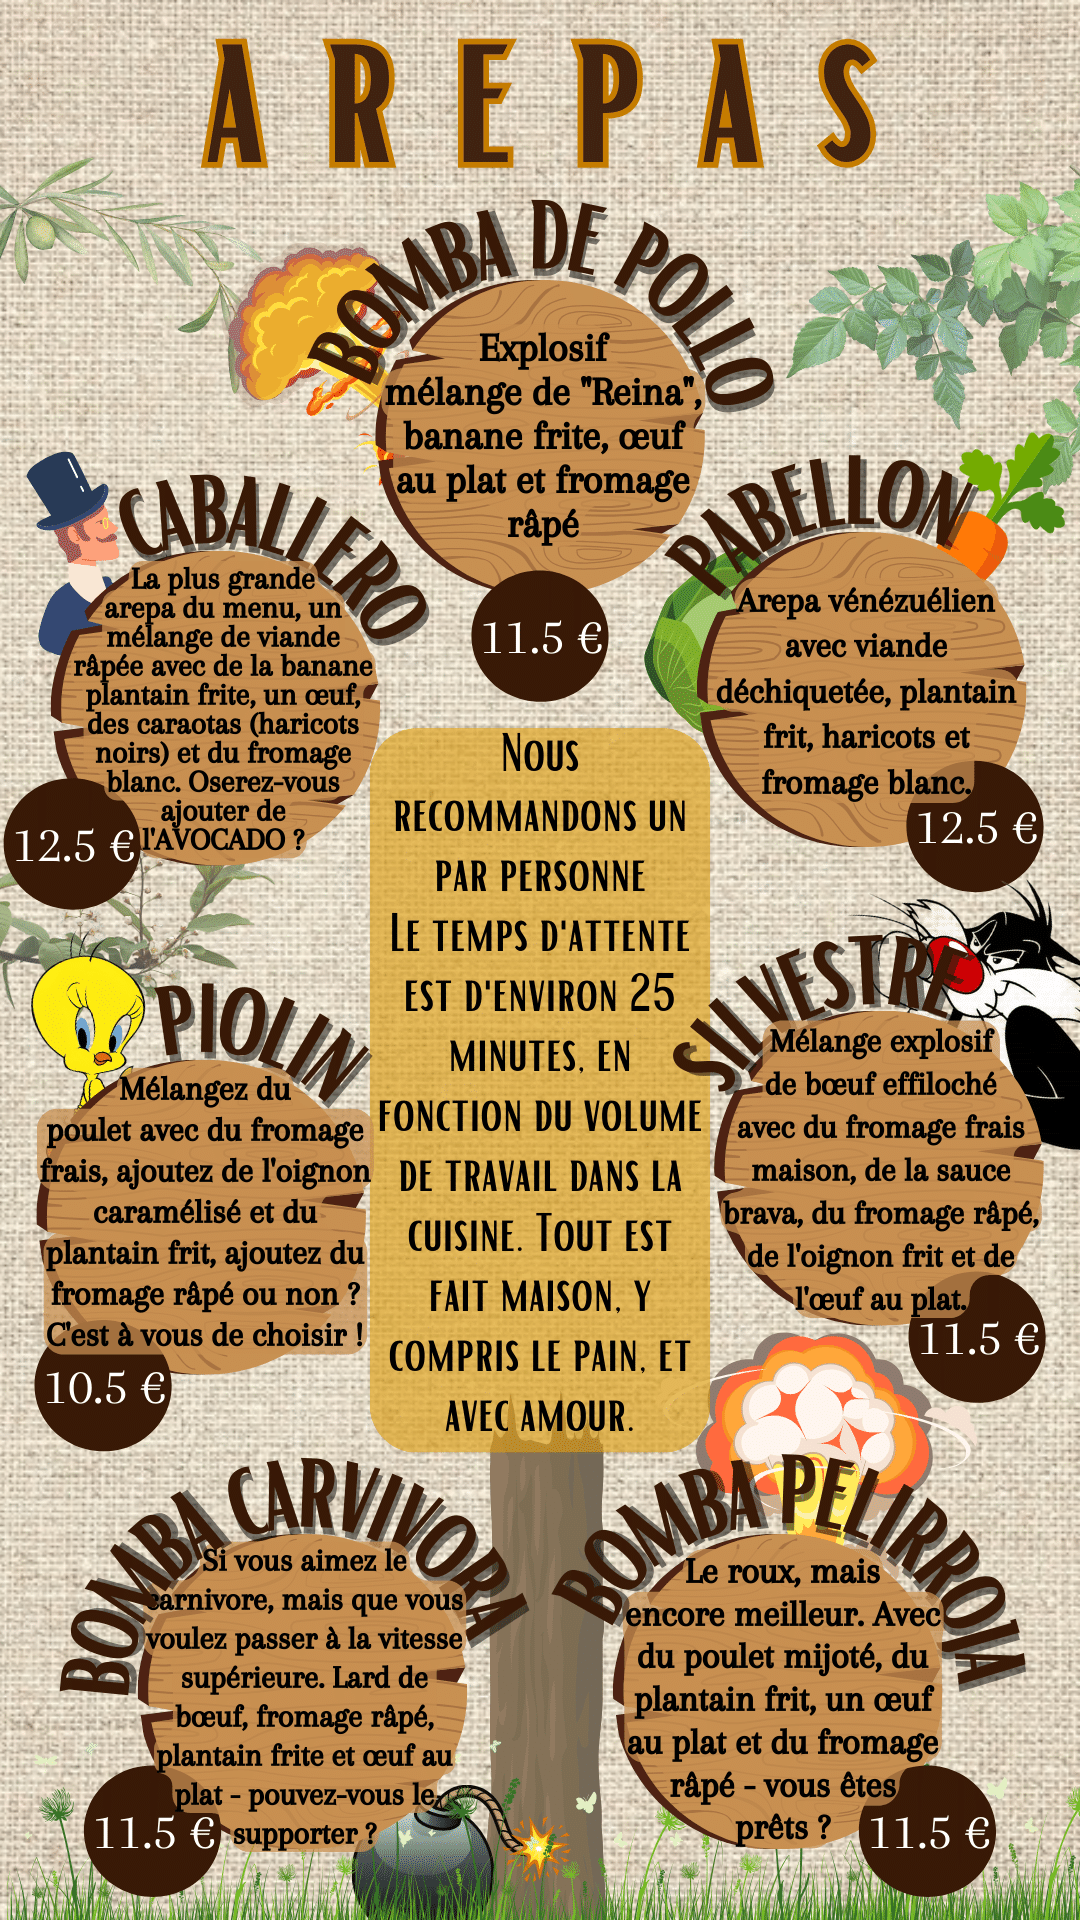 AREPAS
BOMBA DE POLLO
Explosif
mélange de "Reina",
banane frite, œuf
au plat et fromage
râpé
11.5 €
CABALLERO
La plus grande
arepa du menu, un
mélange de viande
râpée avec de la banane
plantain frite, un œuf,
des caraotas (haricots
noirs) et du fromage
blanc. Oserez-vous
ajouter de
l'AVOCADO ?
12.5 €
PABELLON
Arepa vénézuélien
avec viande
déchiquetée, plantain
frit, haricots et
fromage blanc.
12.5 €
Nous
recommandons un
par personne
Le temps d'attente
est d'environ 25
minutes, en
fonction du volume
de travail dans la
cuisine. Tout est
fait maison, y
compris le pain, et
avec amour.
PIOLIN
Mélangez du
poulet avec du fromage
frais, ajoutez de l'oignon
caramélisé et du
plantain frit, ajoutez du
fromage râpé ou non ?
C'est à vous de choisir !
10.5 €
SILVESTRE
Mélange explosif
de bœuf effiloché
avec du fromage frais
maison, de la sauce
brava, du fromage râpé,
de l'oignon frit et de
l'œuf au plat.
11.5 €
BOMBA CARVIVORA
Si vous aimez le
carnivore, mais que vous
voulez passer à la vitesse
supérieure. Lard de
bœuf, fromage râpé,
plantain frite et œuf au
plat - pouvez-vous le
supporter ?
11.5 €
BOMBA PELIRROJA
Le roux, mais
encore meilleur. Avec
du poulet mijoté, du
plantain frit, un œuf
au plat et du fromage
râpé - vous êtes
prêts ?
11.5 €